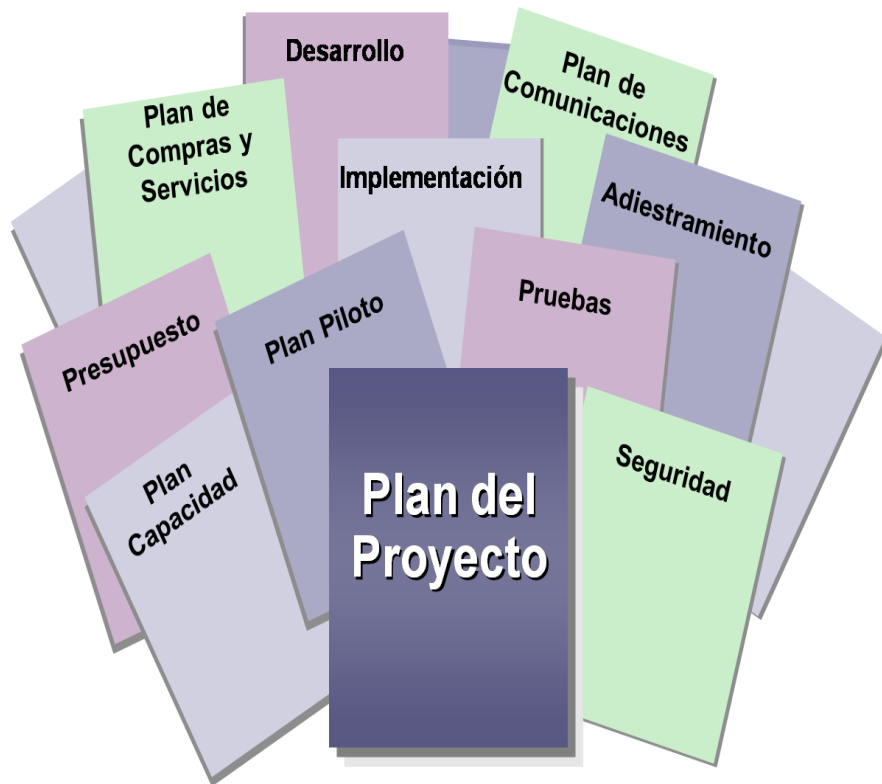 Desarrollo
Plan de
Comunicaciones
Plan de
Compras y
Servicios
Implementación
Adiestramiento
Presupuesto
Plan Piloto
Pruebas
Plan
Capacidad
Seguridad
Plan del
Proyecto